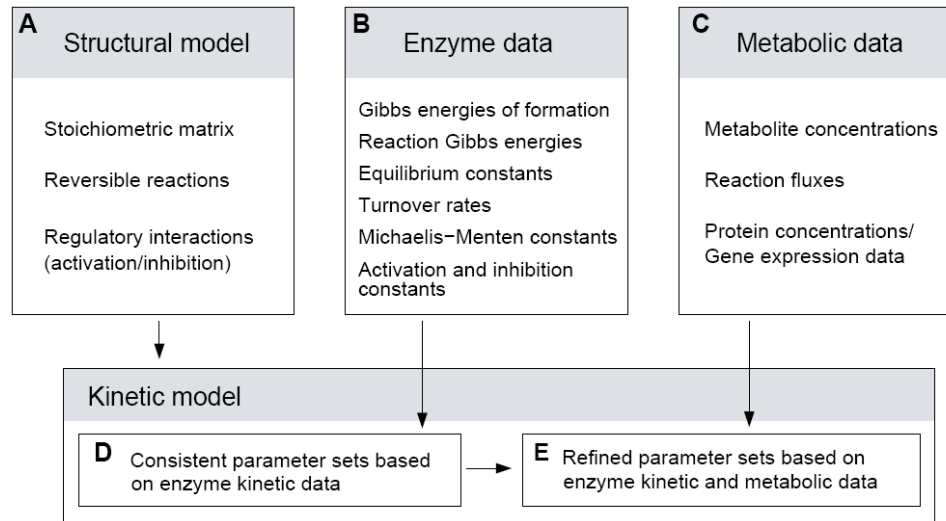 A
Structural model
Stoichiometric matrix
Reversible reactions
Regulatory interactions
(activation/inhibition)
B
Enzyme data
Gibbs energies of formation
Reaction Gibbs energies
Equilibrium constants
Turnover rates
Michaelis−Menten constants
Activation and inhibition
constants
C
Metabolic data
Metabolite concentrations
Reaction fluxes
Protein concentrations/
Gene expression data
Kinetic model
D
Consistent parameter sets based
on enzyme kinetic data
E
Refined parameter sets based on
enzyme kinetic and metabolic data